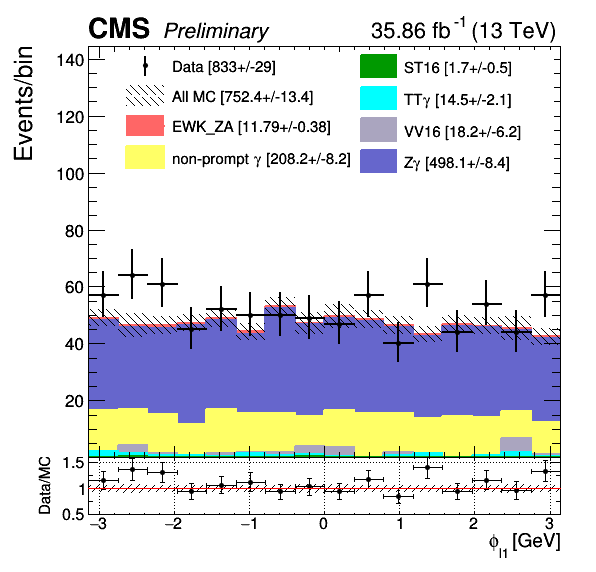 CMS Preliminary 35.86 fb⁻¹ (13 TeV)
Events/bin
140
120
100
80
60
40
20
Data [833+/-29]
All MC [752.4+/-13.4]
EWK_ZA [11.79+/-0.38]
non-prompt γ [208.2+/-8.2]
ST16 [1.7+/-0.5]
TTγ [14.5+/-2.1]
VV16 [18.2+/-6.2]
Zγ [498.1+/-8.4]
Data/MC
1.5
1
0.5
−3 −2 −1 0 1 2 3
ϕl1 [GeV]